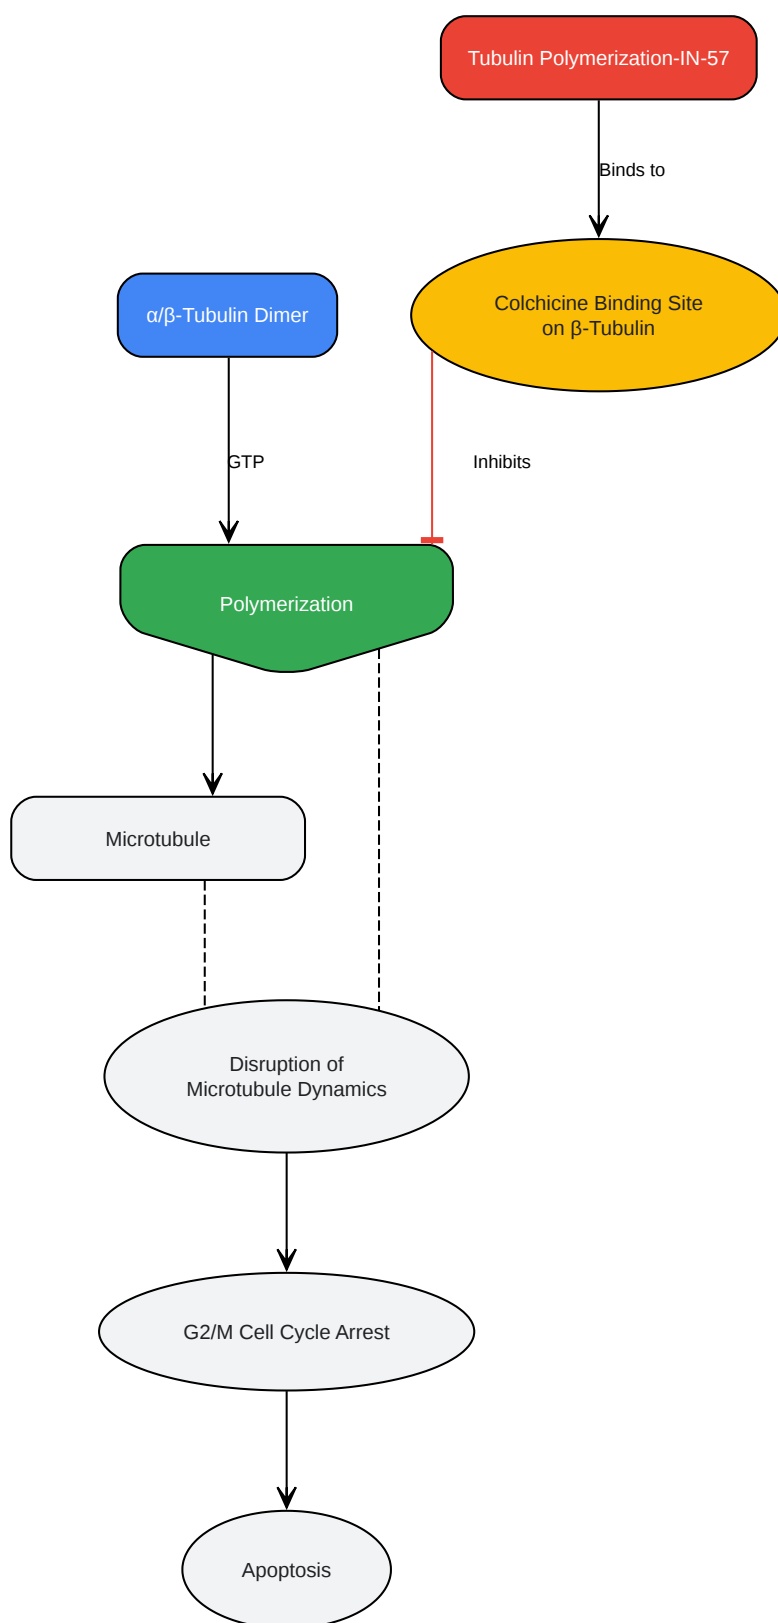 Tubulin Polymerization-IN-57
Binds to
Colchicine Binding Site
on β-Tubulin
α/β-Tubulin Dimer
GTP
Inhibits
Polymerization
Microtubule
Disruption of
Microtubule Dynamics
G2/M Cell Cycle Arrest
Apoptosis